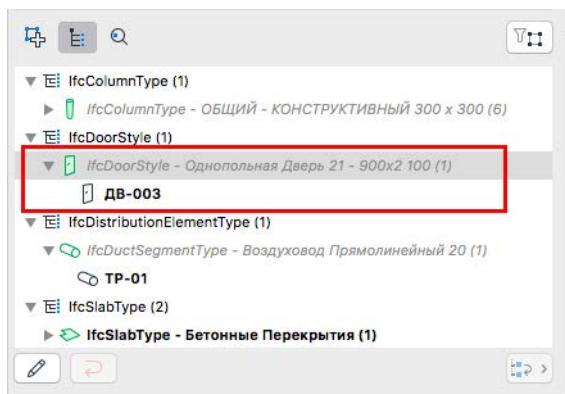 IfcColumnType (1)
IfcColumnType - ОБЩИЙ - КОНСТРУКТИВНЫЙ 300 x 300 (6)
IfcDoorStyle (1)
IfcDoorStyle - Однопольная Дверь 21 - 900x2 100 (1)
ДВ-003
IfcDistributionElementType (1)
IfcDuctSegmentType - Воздуховод Прямолинейный 20 (1)
ТР-01
IfcSlabType (2)
IfcSlabType - Бетонные Перекрытия (1)